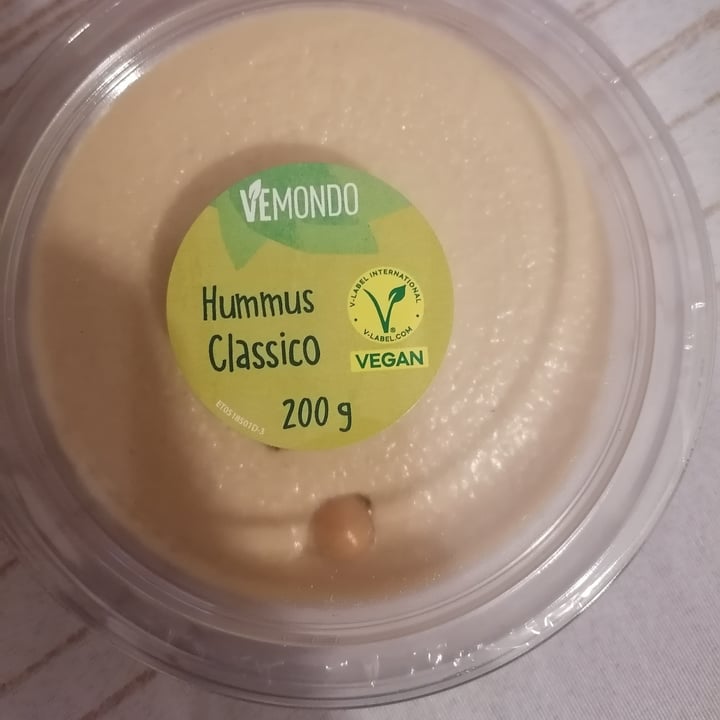 VEMONDO
Hummus
Classico
V-LABEL INTERNATIONAL
V-LABEL.COM
VEGAN
200 g